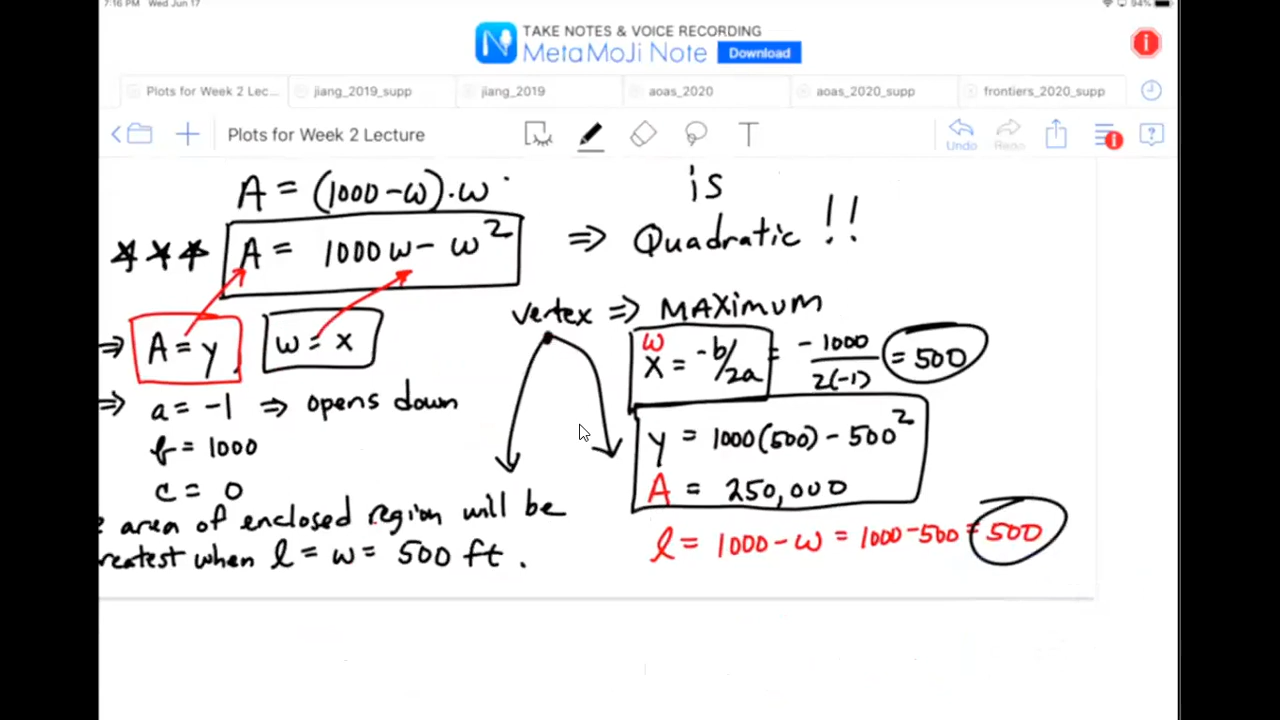 7:16 PM Wed Jun 17
94%
TAKE NOTES & VOICE RECORDING
MetaMoJi Note Download
Plots for Week 2 Lec... jiang_2019_supp jiang_2019 aoas_2020 aoas_2020_supp frontiers_2020_supp
Plots for Week 2 Lecture
T
Undo Redo
A = (1000 - w) · w
is
*** A = 1000w - w² ⇒ Quadratic !!
vertex ⇒ MAXIMUM
⇒ A = y w = x
w
x = -b/2a = -1000/2(-1) = 500
⇒ a = -1 ⇒ opens down
b = 1000
c = 0
y = 1000(500) - 500²
A = 250,000
area of enclosed region will be
reatest when l = w = 500 ft.
l = 1000 - w = 1000 - 500 = 500